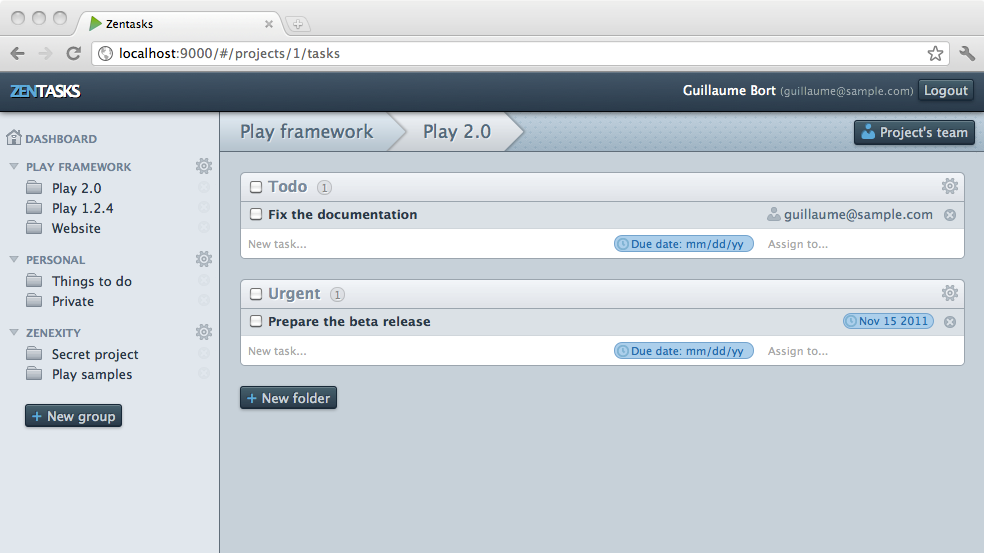 Zentasks
localhost:9000/#/projects/1/tasks
ZENTASKS
Guillaume Bort (guillaume@sample.com) Logout
DASHBOARD
PLAY FRAMEWORK
Play 2.0
Play 1.2.4
Website
PERSONAL
Things to do
Private
ZENEXITY
Secret project
Play samples
+ New group
Play framework Play 2.0 Project's team
Todo 1
Fix the documentation guillaume@sample.com
New task... Due date: mm/dd/yy Assign to...
Urgent 1
Prepare the beta release Nov 15 2011
New task... Due date: mm/dd/yy Assign to...
+ New folder